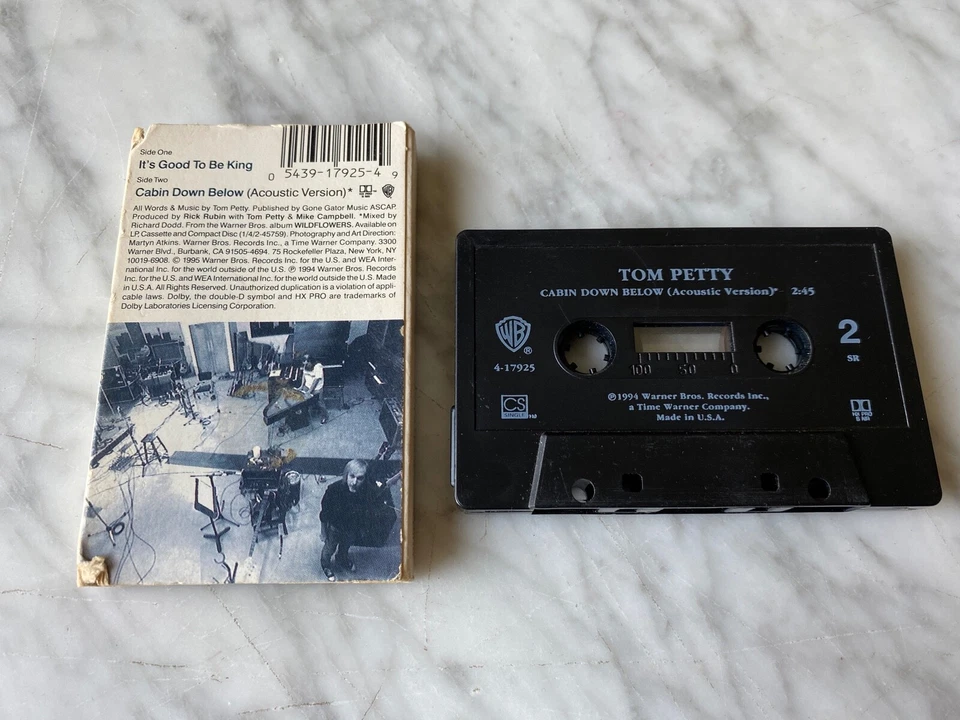 Side One
It's Good To Be King
0 5439-17925-4 9
Side Two
Cabin Down Below (Acoustic Version)*
All Words & Music by Tom Petty. Published by Gone Gator Music ASCAP.
Produced by Rick Rubin with Tom Petty & Mike Campbell. *Mixed by
Richard Dodd. From the Warner Bros. album WILDFLOWERS. Available on
LP, Cassette and Compact Disc (1/4/2-45759). Photography and Art Direction:
Martyn Atkins. Warner Bros. Records Inc., a Time Warner Company. 3300
Warner Blvd., Burbank, CA 91505-4694. 75 Rockefeller Plaza, New York, NY
10019-6908. © 1995 Warner Bros. Records Inc. for the U.S. and WEA Inter-
national Inc. for the world outside of the U.S. ℗ 1994 Warner Bros. Records
Inc. for the U.S. and WEA International Inc. for the world outside the U.S. Made
in U.S.A. All Rights Reserved. Unauthorized duplication is a violation of appli-
cable laws. Dolby, the double-D symbol and HX PRO are trademarks of
Dolby Laboratories Licensing Corporation.
TOM PETTY
CABIN DOWN BELOW (Acoustic Version)* 2:45
WB
®
4-17925
100 50 0
2
SR
℗1994 Warner Bros. Records Inc.,
a Time Warner Company.
Made in U.S.A.
CS
SINGLE TM
HX PRO
B NR